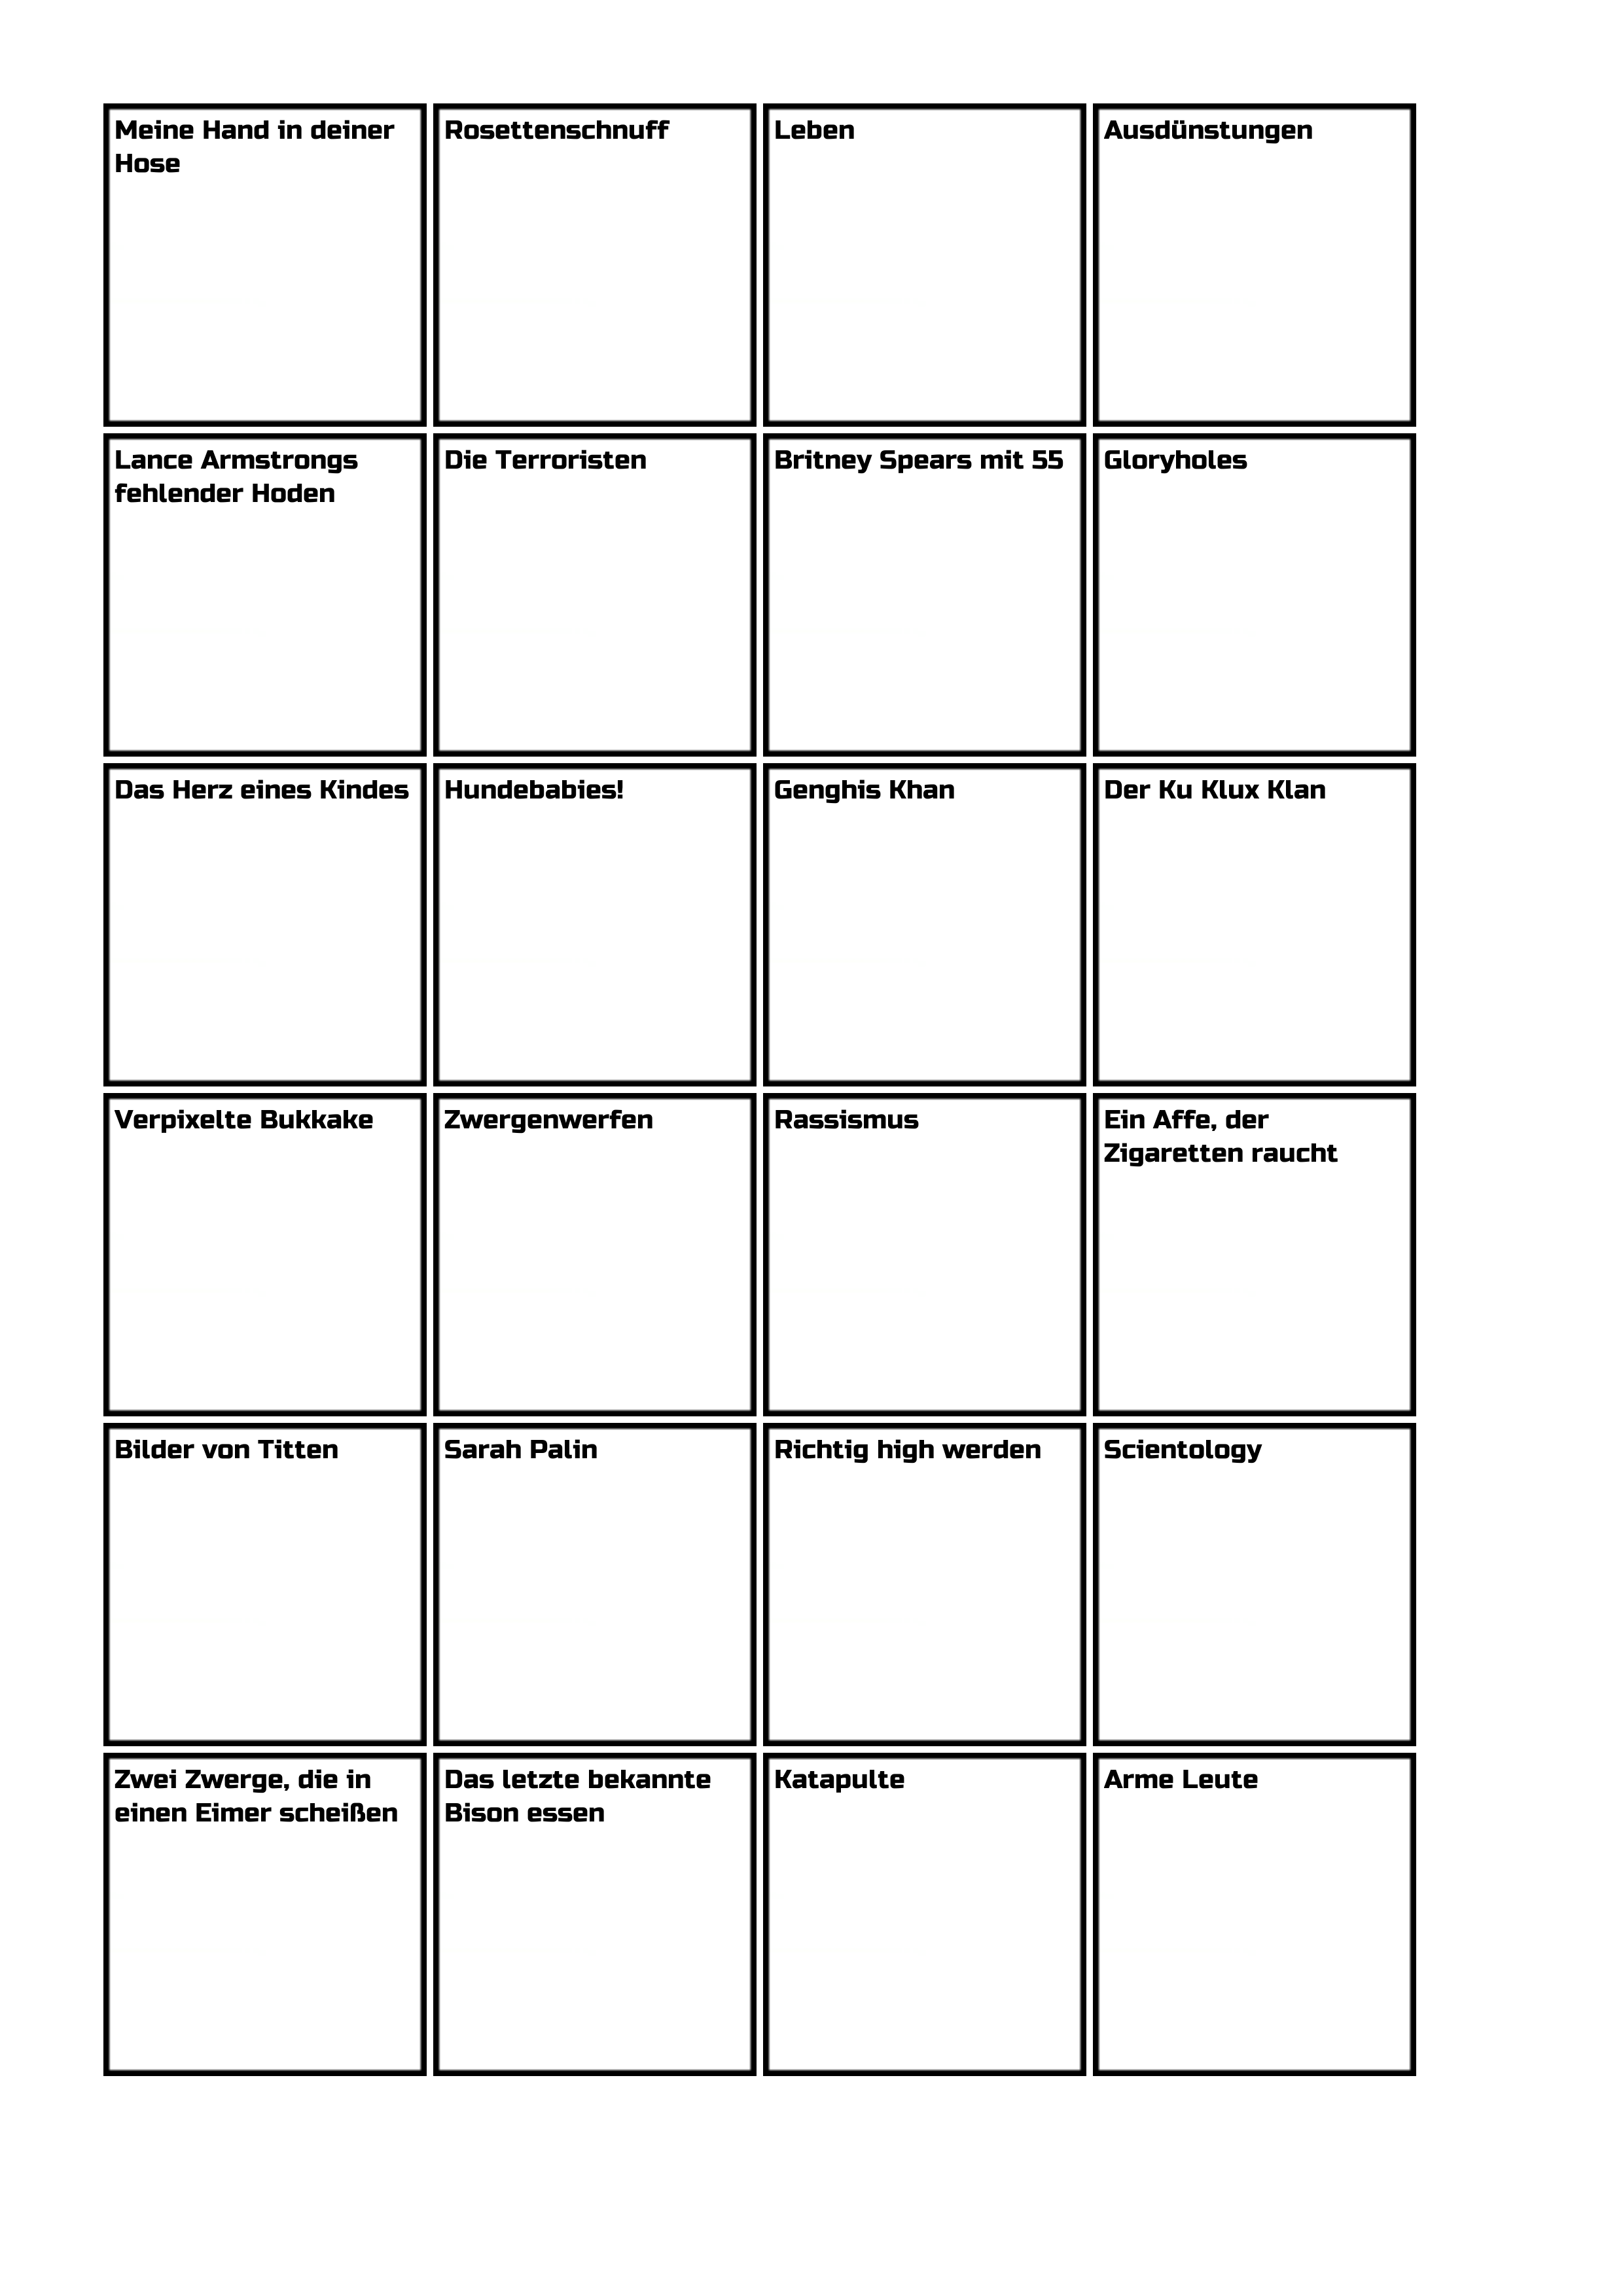 Meine Hand in deiner
Hose
Rosettenschnuff
Leben
Ausdünstungen
Lance Armstrongs
fehlender Hoden
Die Terroristen
Britney Spears mit 55
Gloryholes
Das Herz eines Kindes
Hundebabies!
Genghis Khan
Der Ku Klux Klan
Verpixelte Bukkake
Zwergenwerfen
Rassismus
Ein Affe, der
Zigaretten raucht
Bilder von Titten
Sarah Palin
Richtig high werden
Scientology
Zwei Zwerge, die in
einen Eimer scheißen
Das letzte bekannte
Bison essen
Katapulte
Arme Leute